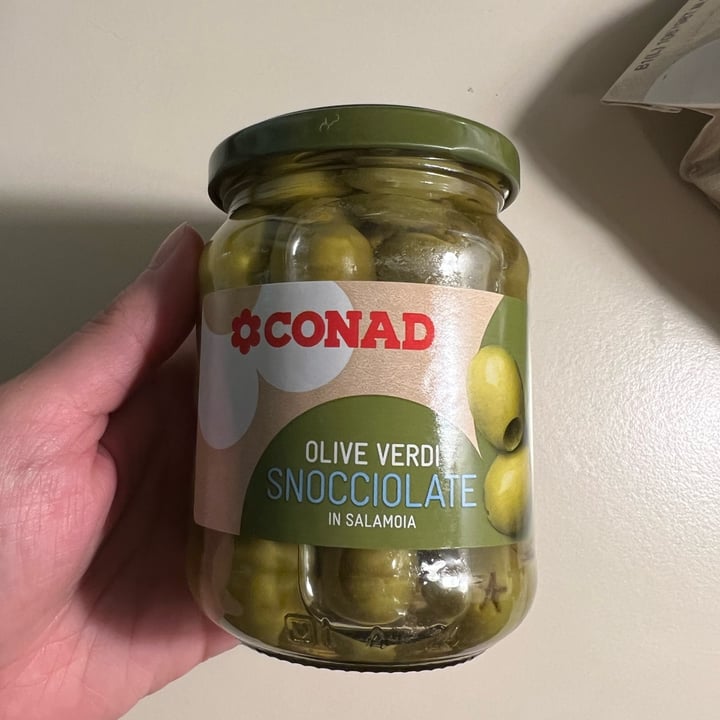 CONAD
OLIVE VERDI
SNOCCIOLATE
IN SALAMOIA